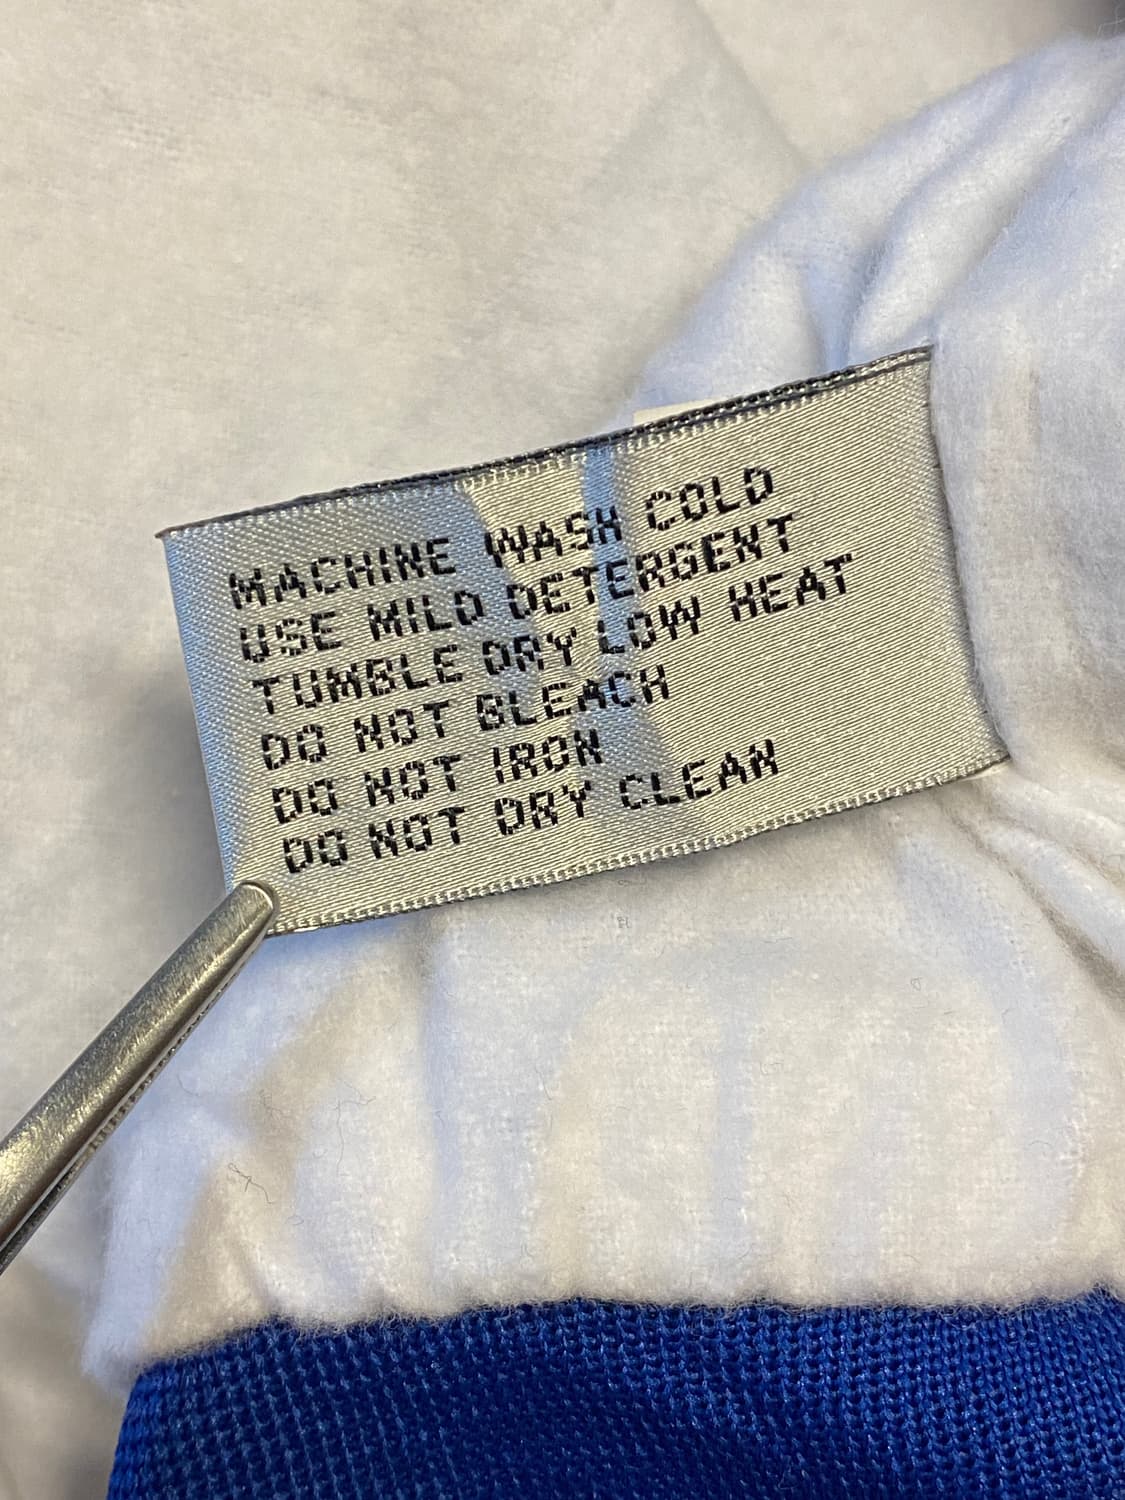 MACHINE WASH COLD
USE MILD DETERGENT
TUMBLE DRY LOW HEAT
DO NOT BLEACH
DO NOT IRON
DO NOT DRY CLEAN